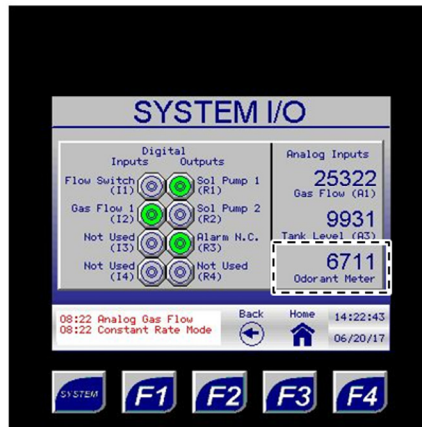 SYSTEM I/O
Digital
Inputs Outputs
Flow Switch (I1)
Sol Pump 1 (R1)
Gas Flow 1 (I2)
Sol Pump 2 (R2)
Not Used (I3)
Alarm N.C. (R3)
Not Used (I4)
Not Used (R4)
Analog Inputs
25322
Gas Flow (A1)
9931
Tank Level (A3)
6711
Odorant Meter
08:22 Analog Gas Flow
08:22 Constant Rate Mode
Back
Home
14:22:43
06/20/17
SYSTEM F1 F2 F3 F4